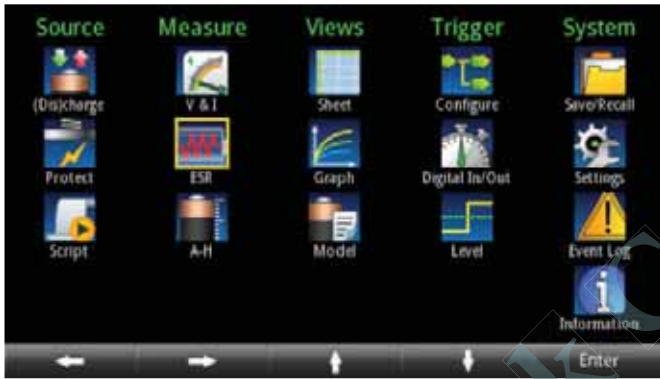 Source Measure Views Trigger System
(Dis)charge V & I Sheet Configure Save/Recall
Protect ESR Graph Digital In/Out Settings
Script A-H Model Level Event Log
Information
Enter